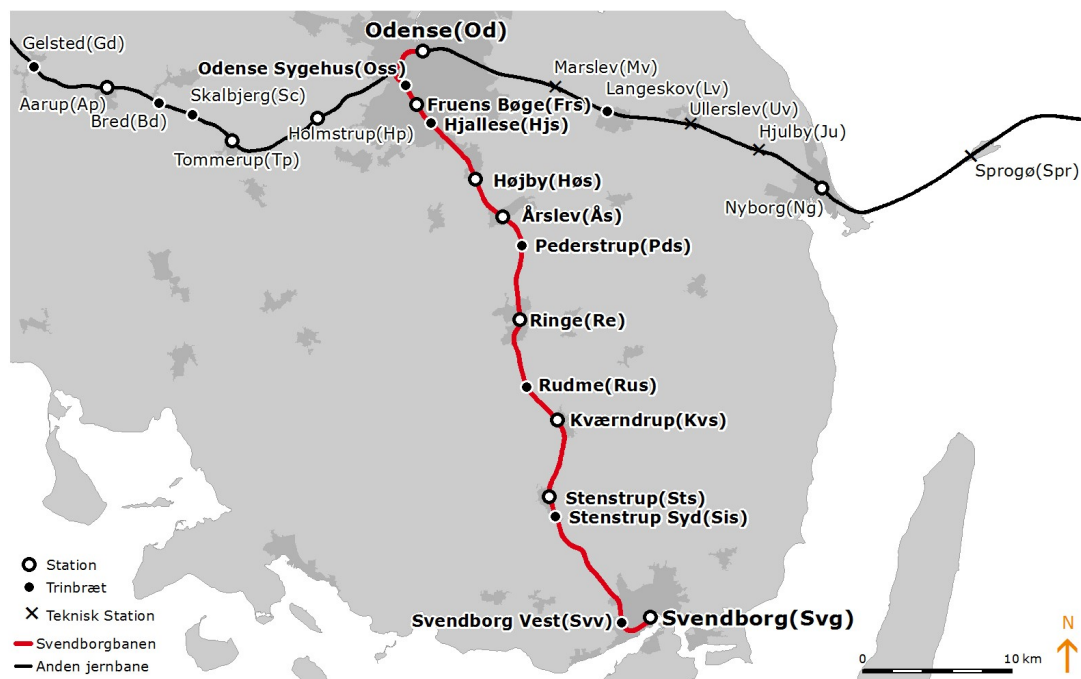 Odense(Od)
Gelsted(Gd)
Marslev(Mv)
Odense Sygehus(Oss)
Langeskov(Lv)
Skalbjerg(Sc)
Aarup(Ap)
Fruens Bøge(Frs)
Ullerslev(Uv)
Bred(Bd)
Hjallese(Hjs)
Holmstrup(Hp)
Hjulby(Ju)
Tommerup(Tp)
Sprogø(Spr)
Højby(Høs)
Nyborg(Ng)
Årslev(Ås)
Pederstrup(Pds)
Ringe(Re)
Rudme(Rus)
Kværndrup(Kvs)
Stenstrup(Sts)
Stenstrup Syd(Sis)
Svendborg Vest(Svv)
Svendborg(Svg)
Station
Trinbræt
Teknisk Station
Svendborgbanen
Anden jernbane
N
0 10 km